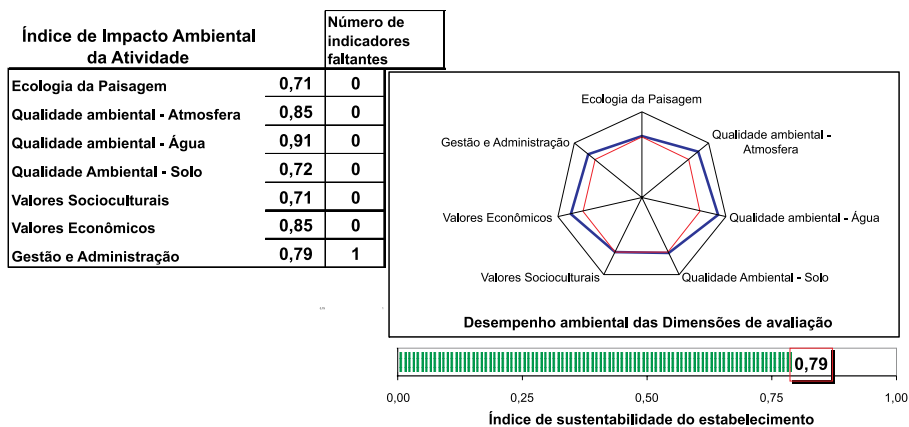 Índice de Impacto Ambiental
da Atividade
Número de
indicadores
faltantes
Ecologia da Paisagem 0,71 0
Qualidade ambiental - Atmosfera 0,85 0
Qualidade ambiental - Água 0,91 0
Qualidade Ambiental - Solo 0,72 0
Valores Socioculturais 0,71 0
Valores Econômicos 0,85 0
Gestão e Administração 0,79 1
Ecologia da Paisagem
Qualidade ambiental -
Atmosfera
Gestão e Administração
Valores Econômicos
Qualidade ambiental - Água
Valores Socioculturais
Qualidade Ambiental - Solo
Desempenho ambiental das Dimensões de avaliação
0,79
0,00 0,25 0,50 0,75 1,00
Índice de sustentabilidade do estabelecimento